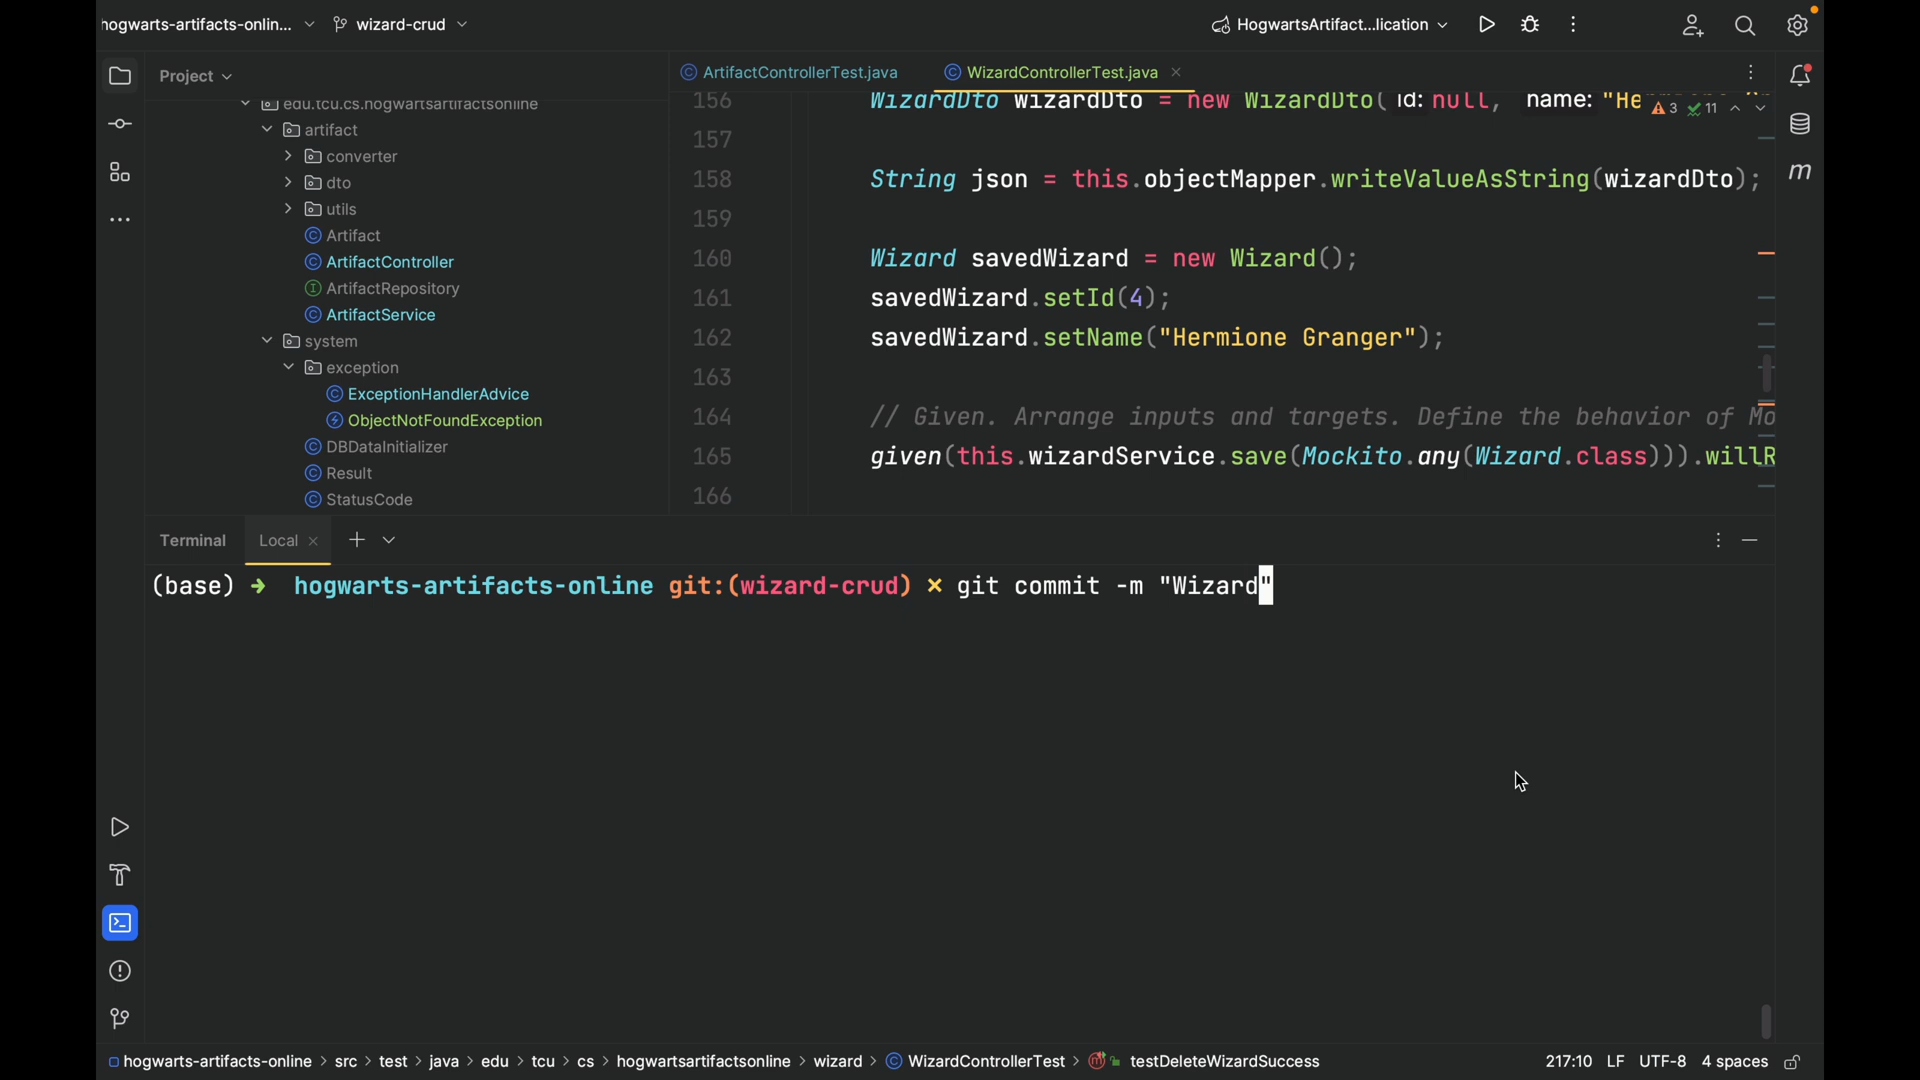 hogwarts-artifacts-onlin... wizard-crud HogwartsArtifact...lication
Project
edu.tcu.cs.hogwartsartifactsonline
artifact
converter
dto
utils
Artifact
ArtifactController
ArtifactRepository
ArtifactService
system
exception
ExceptionHandlerAdvice
ObjectNotFoundException
DBDataInitializer
Result
StatusCode
ArtifactControllerTest.java WizardControllerTest.java
156 WizardDto wizardDto = new WizardDto( id: null, name: "He
3 11
157
158 String json = this.objectMapper.writeValueAsString(wizardDto);
159
160 Wizard savedWizard = new Wizard();
161 savedWizard.setId(4);
162 savedWizard.setName("Hermione Granger");
163
164 // Given. Arrange inputs and targets. Define the behavior of Mo
165 given(this.wizardService.save(Mockito.any(Wizard.class))).willR
166
m
Terminal Local
(base) ➜ hogwarts-artifacts-online git:(wizard-crud) ✗ git commit -m "Wizard"
hogwarts-artifacts-online > src > test > java > edu > tcu > cs > hogwartsartifactsonline > wizard > WizardControllerTest > testDeleteWizardSuccess 217:10 LF UTF-8 4 spaces